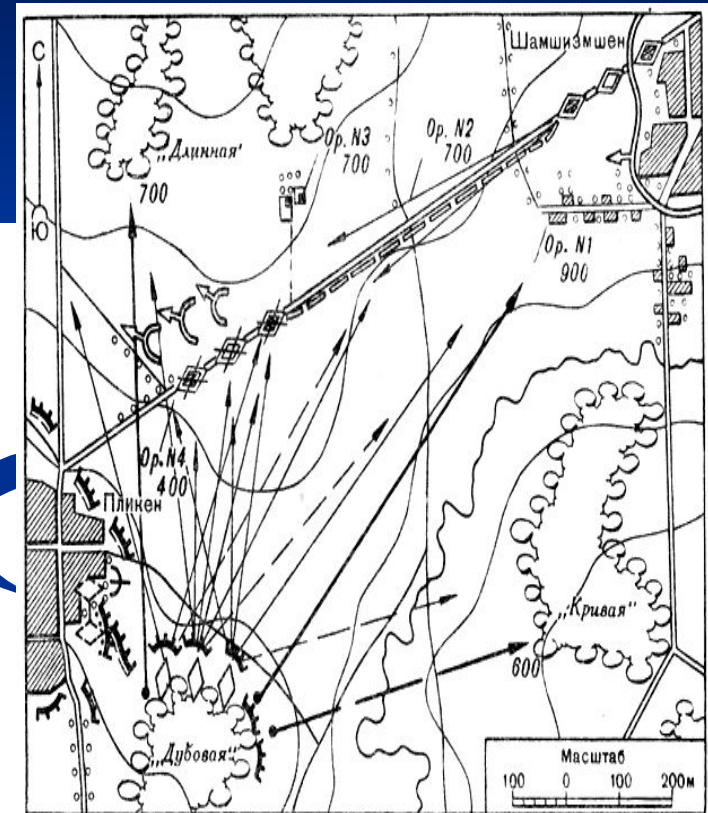 С
Ю
Шамшизмшен
„Длинная"
700
Ор. N3
700
Ор. N2
700
Ор. N1
900
Ор. N4
400
Пликен
„Кривая"
600
„Дубовая"
Масштаб
100 0 100 200м